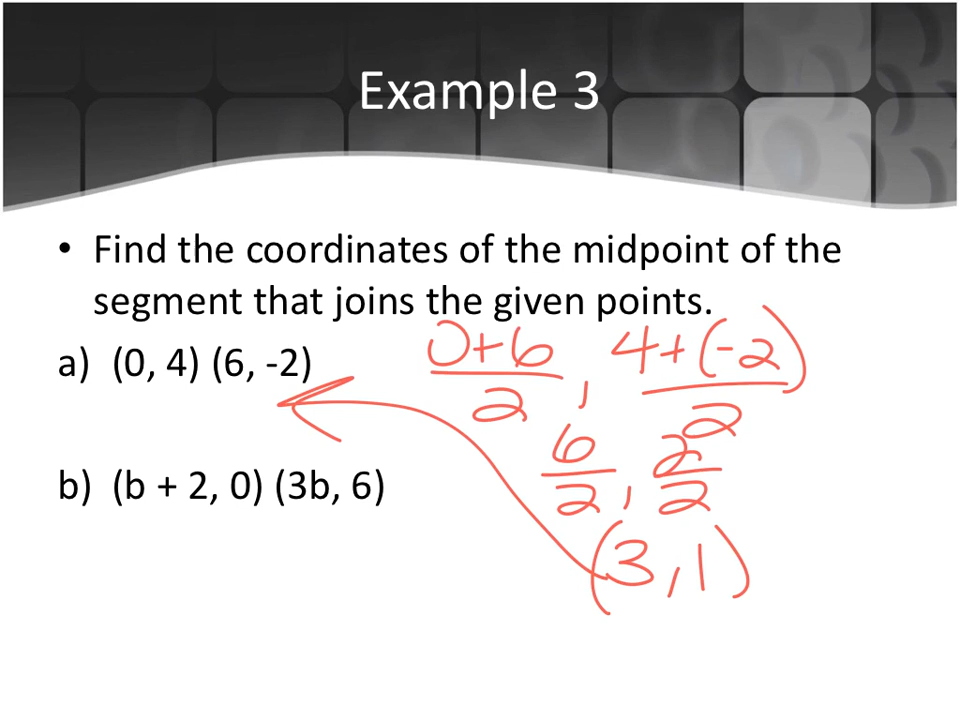 Example 3
• Find the coordinates of the midpoint of the
segment that joins the given points.
a) (0, 4) (6, -2)
0+6/2 , 4+(-2)/2
6/2 , 2/2
b) (b + 2, 0) (3b, 6)
(3, 1)